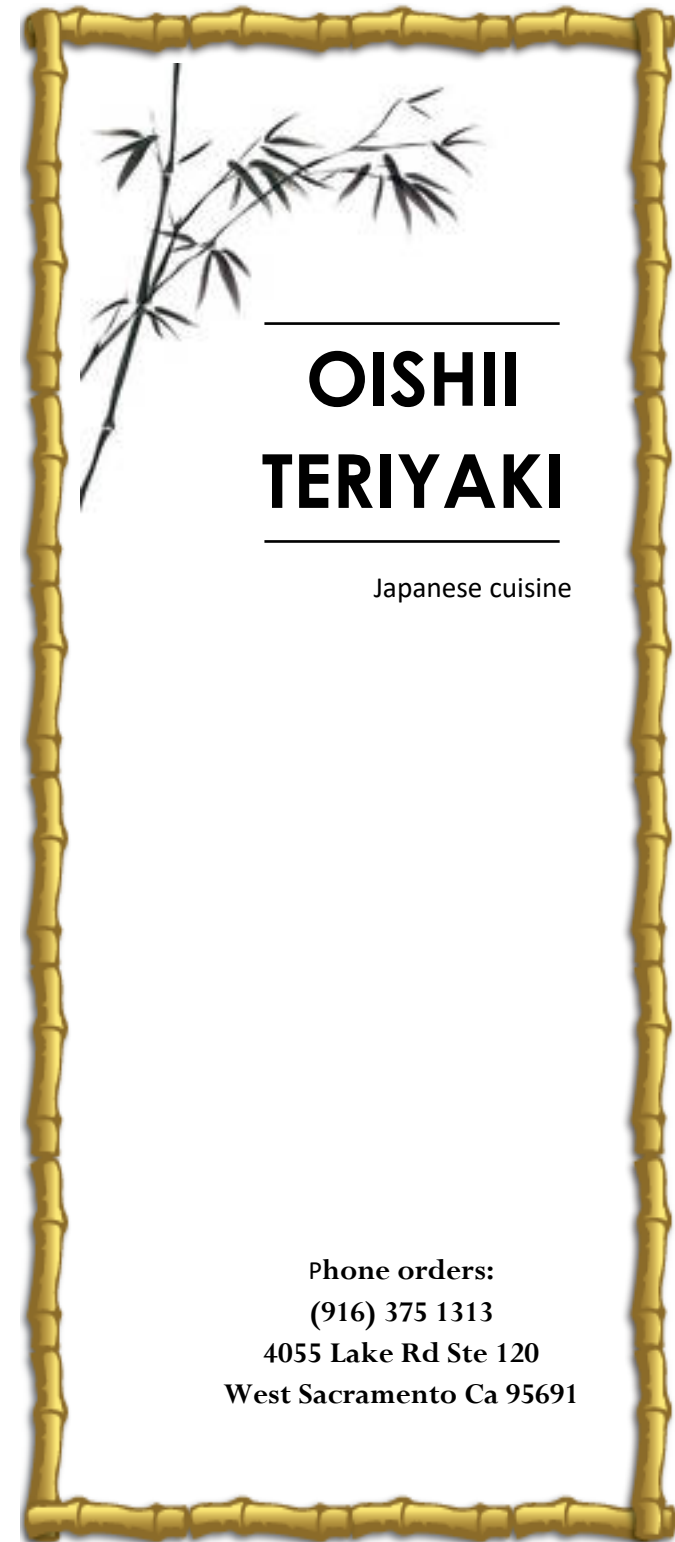 OISHII
TERIYAKI
Japanese cuisine
Phone orders:
(916) 375 1313
4055 Lake Rd Ste 120
West Sacramento Ca 95691